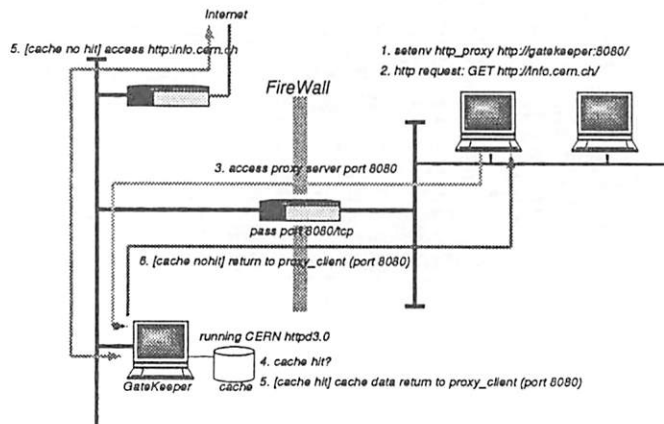 Internet
5. [cache no hit] access http:info.cern.ch
1. setenv http_proxy http://gatekeeper:8080/
2. http request: GET http://info.cern.ch/
FireWall
3. access proxy server port 8080
pass port 8080/tcp
6. [cache nohit] return to proxy_client (port 8080)
running CERN httpd3.0
4. cache hit?
GateKeeper
cache
5. [cache hit] cache data return to proxy_client (port 8080)